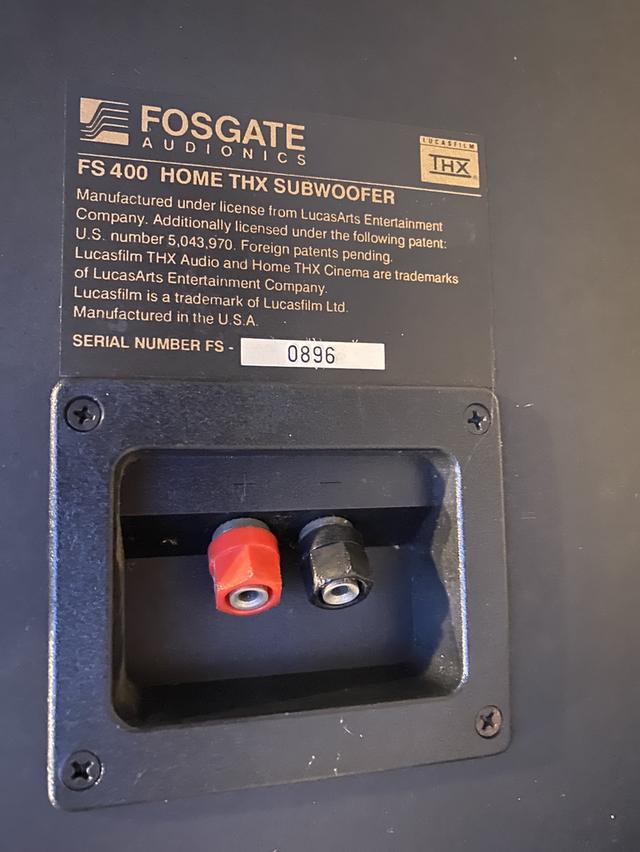 FOSGATE
AUDIONICS
LUCASFILM
THX
FS 400 HOME THX SUBWOOFER
Manufactured under license from LucasArts Entertainment
Company. Additionally licensed under the following patent:
U.S. number 5,043,970. Foreign patents pending.
Lucasfilm THX Audio and Home THX Cinema are trademarks
of LucasArts Entertainment Company.
Lucasfilm is a trademark of Lucasfilm Ltd.
Manufactured in the U.S.A.
SERIAL NUMBER FS - 0896
+ −